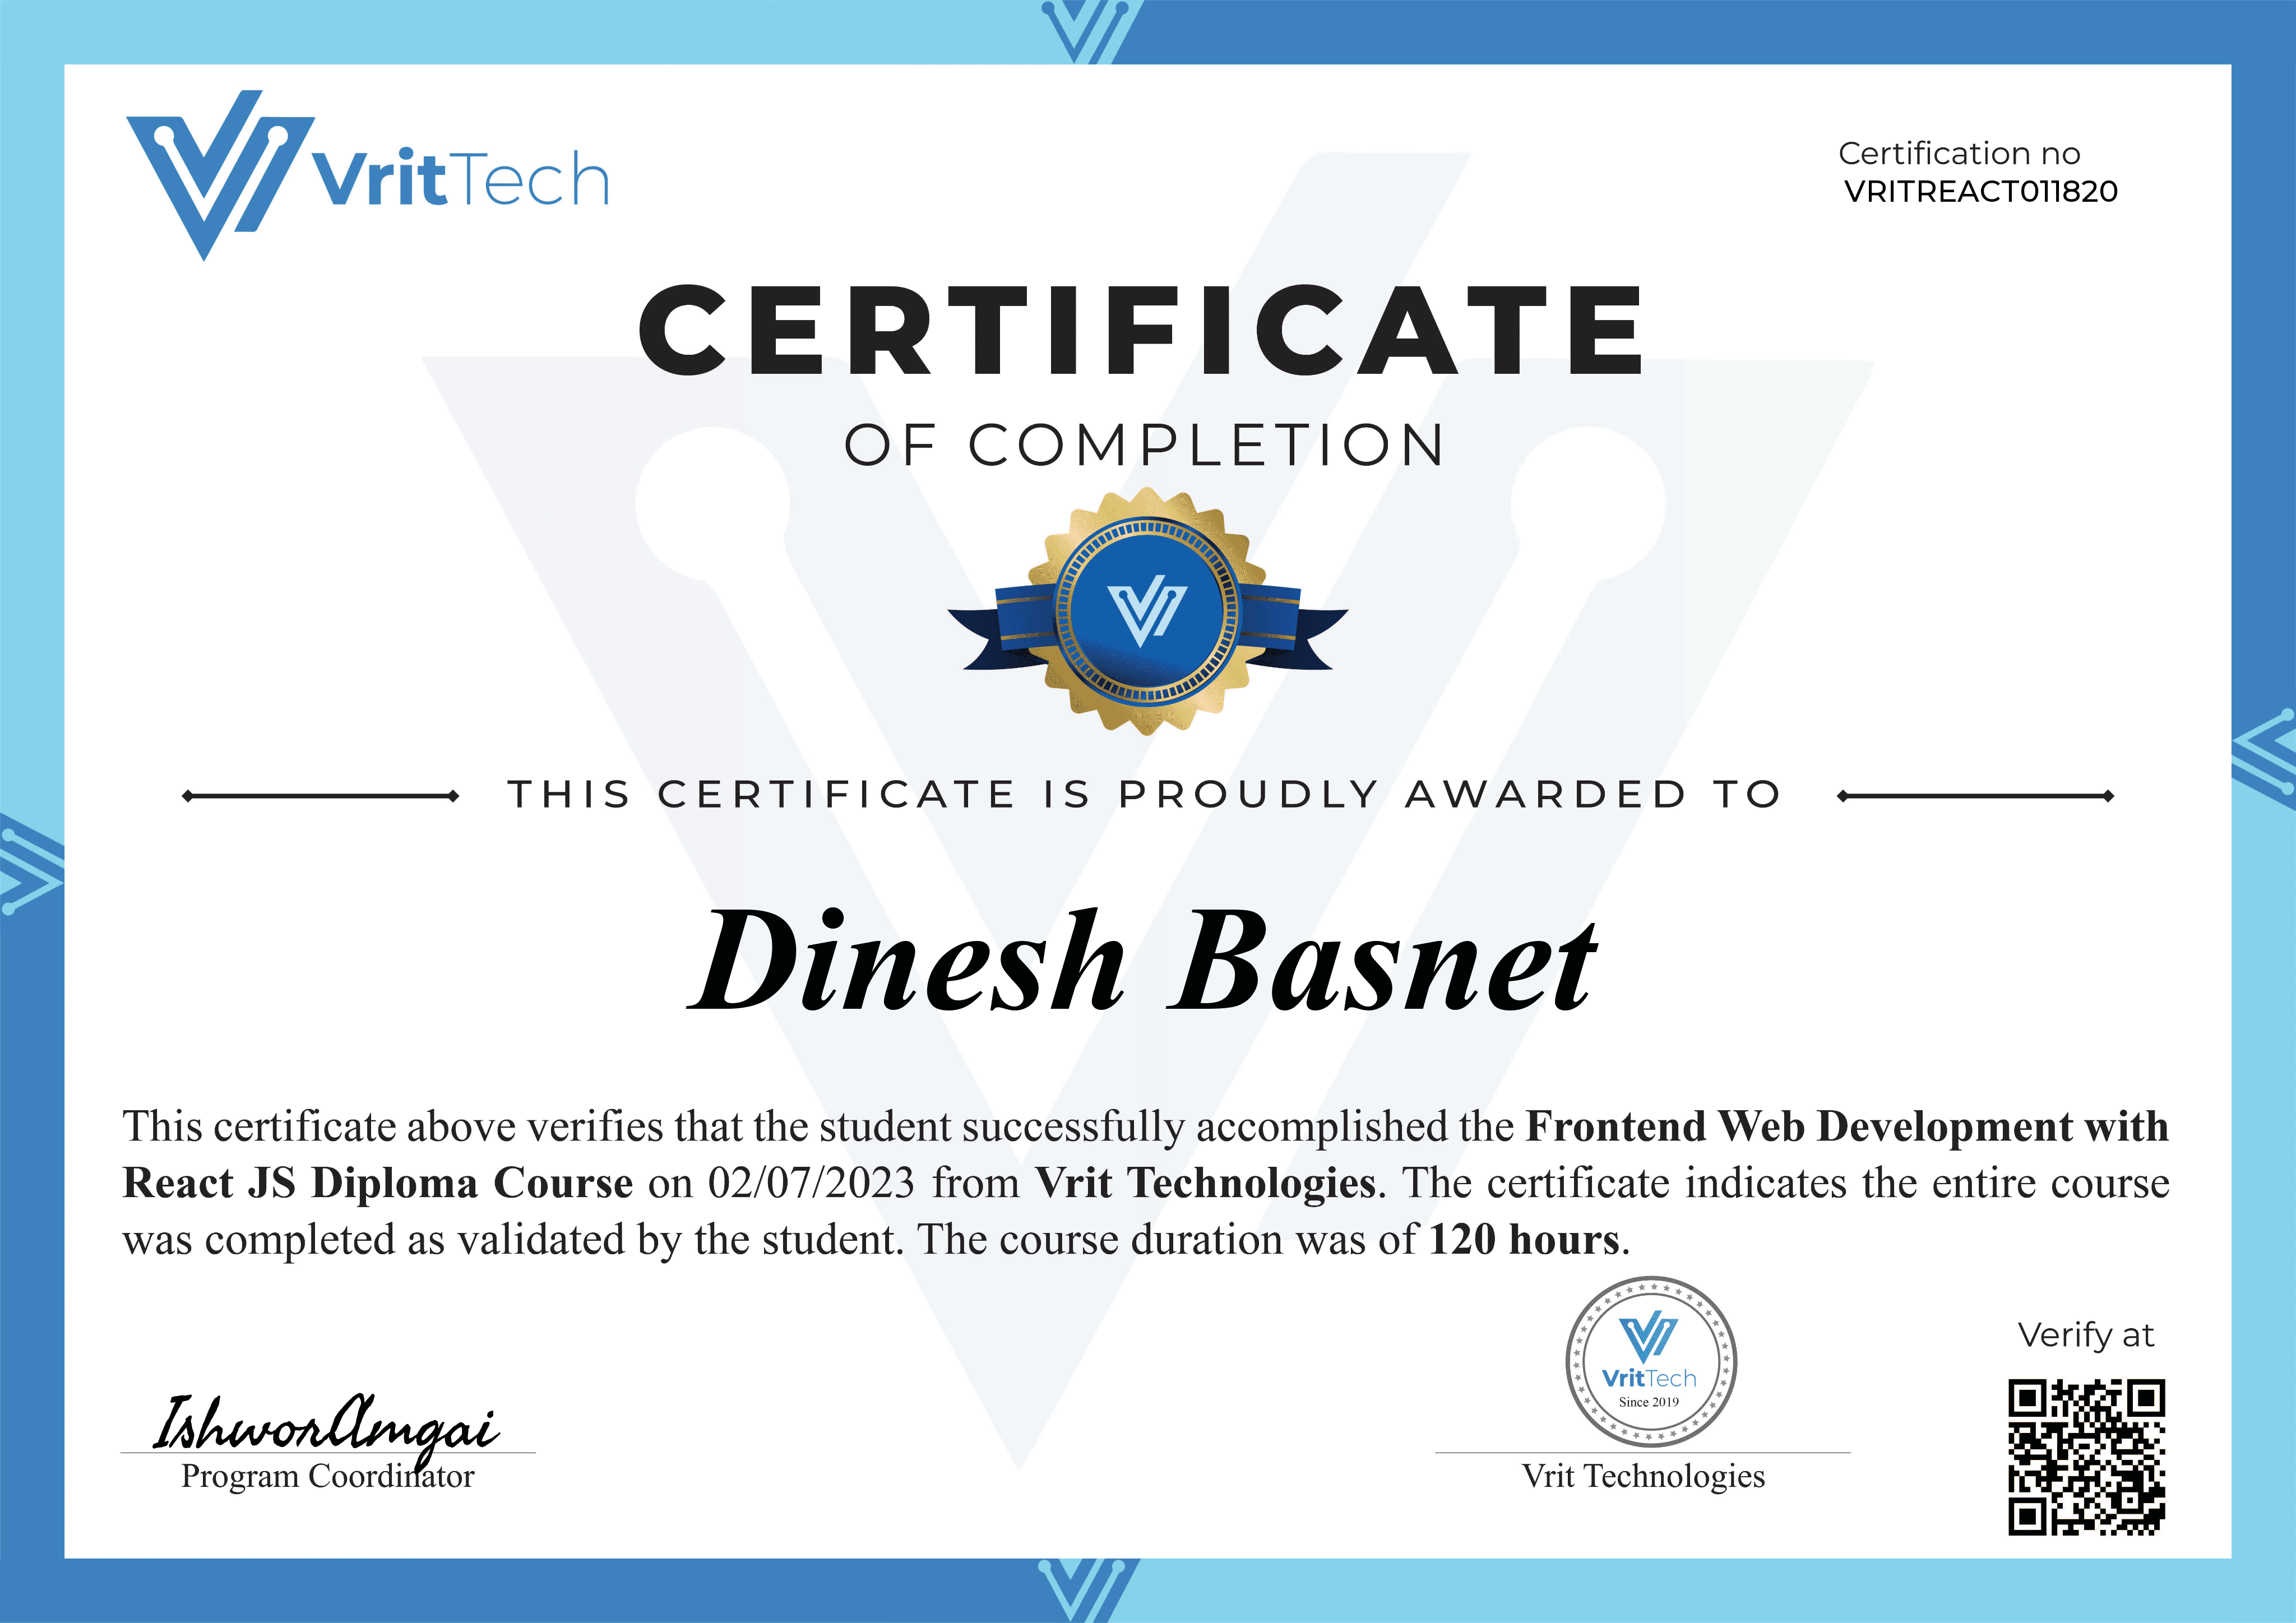 VritTech
Certification no
VRITREACT011820
CERTIFICATE
OF COMPLETION
THIS CERTIFICATE IS PROUDLY AWARDED TO
Dinesh Basnet
This certificate above verifies that the student successfully accomplished the Frontend Web Development with
React JS Diploma Course on 02/07/2023 from Vrit Technologies. The certificate indicates the entire course
was completed as validated by the student. The course duration was of 120 hours.
IshworAmgai
Program Coordinator
VritTech
Since 2019
Vrit Technologies
Verify at